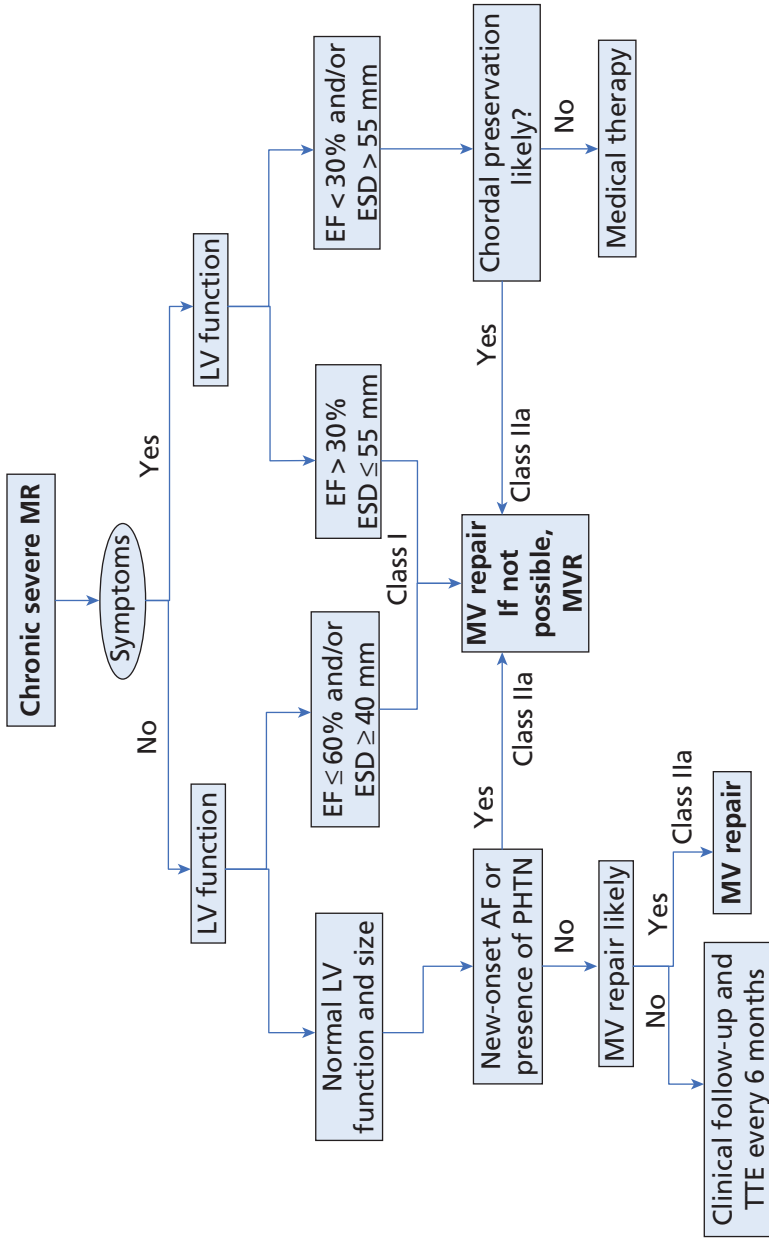 Chronic severe MR
Symptoms
No
Yes
LV function
LV function
Normal LV
function and size
EF ≤ 60% and/or
ESD ≥ 40 mm
EF > 30%
ESD ≤ 55 mm
EF < 30% and/or
ESD > 55 mm
Class I
New-onset AF or
presence of PHTN
Yes
Class IIa
MV repair
If not
possible,
MVR
Yes
Class IIa
Chordal preservation
likely?
No
No
MV repair likely
Medical therapy
No
Yes
Class IIa
Clinical follow-up and
TTE every 6 months
MV repair